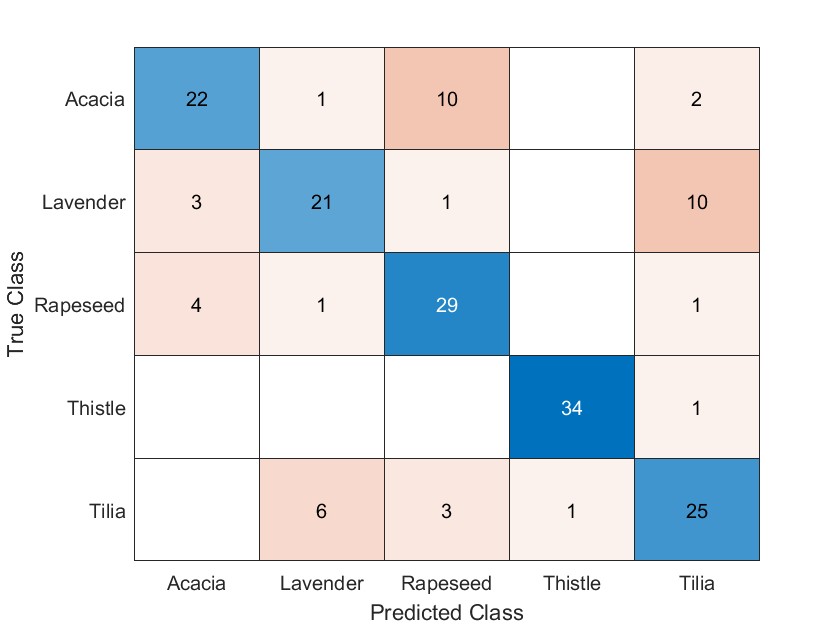 Acacia 22 1 10 2
Lavender 3 21 1 10
Rapeseed 4 1 29 1
Thistle 34 1
Tilia 6 3 1 25
Acacia Lavender Rapeseed Thistle Tilia
Predicted Class
True Class